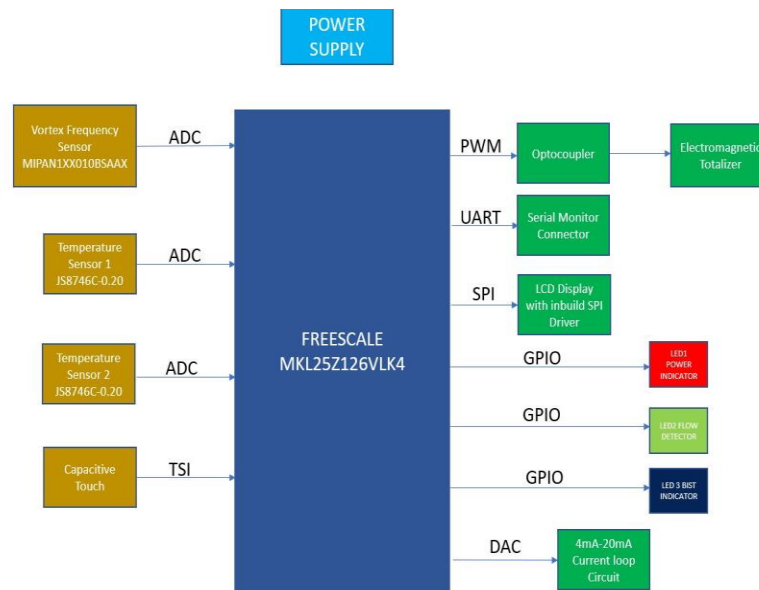 POWER
SUPPLY
Vortex Frequency
Sensor
MIPAN1XX010BSAAX
ADC
Temperature
Sensor 1
JS8746C-0.20
ADC
Temperature
Sensor 2
JS8746C-0.20
ADC
Capacitive
Touch
TSI
FREESCALE
MKL25Z126VLK4
PWM
Optocoupler
Electromagnetic
Totalizer
UART
Serial Monitor
Connector
SPI
LCD Display
with inbuild SPI
Driver
GPIO
LED1
POWER
INDICATOR
GPIO
LED2 FLOW
DETECTOR
GPIO
LED 3 BIST
INDICATOR
DAC
4mA-20mA
Current loop
Circuit